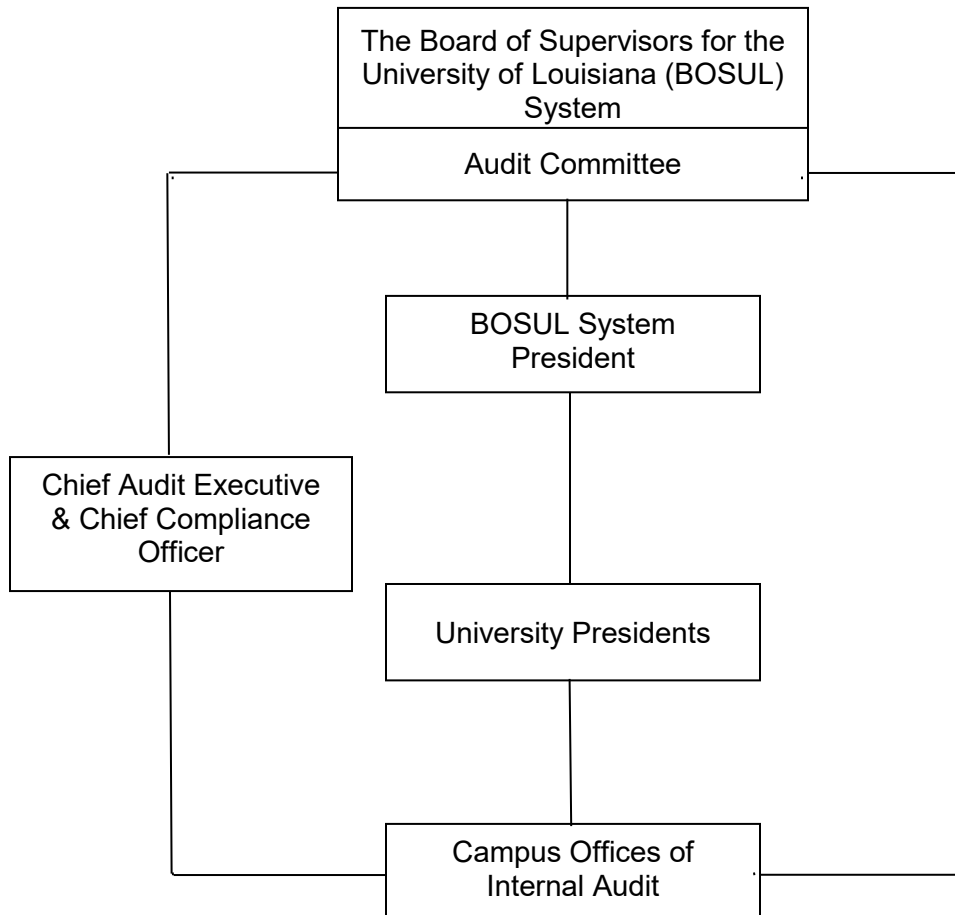 The Board of Supervisors for the
University of Louisiana (BOSUL)
System
Audit Committee
BOSUL System
President
Chief Audit Executive
& Chief Compliance
Officer
University Presidents
Campus Offices of
Internal Audit